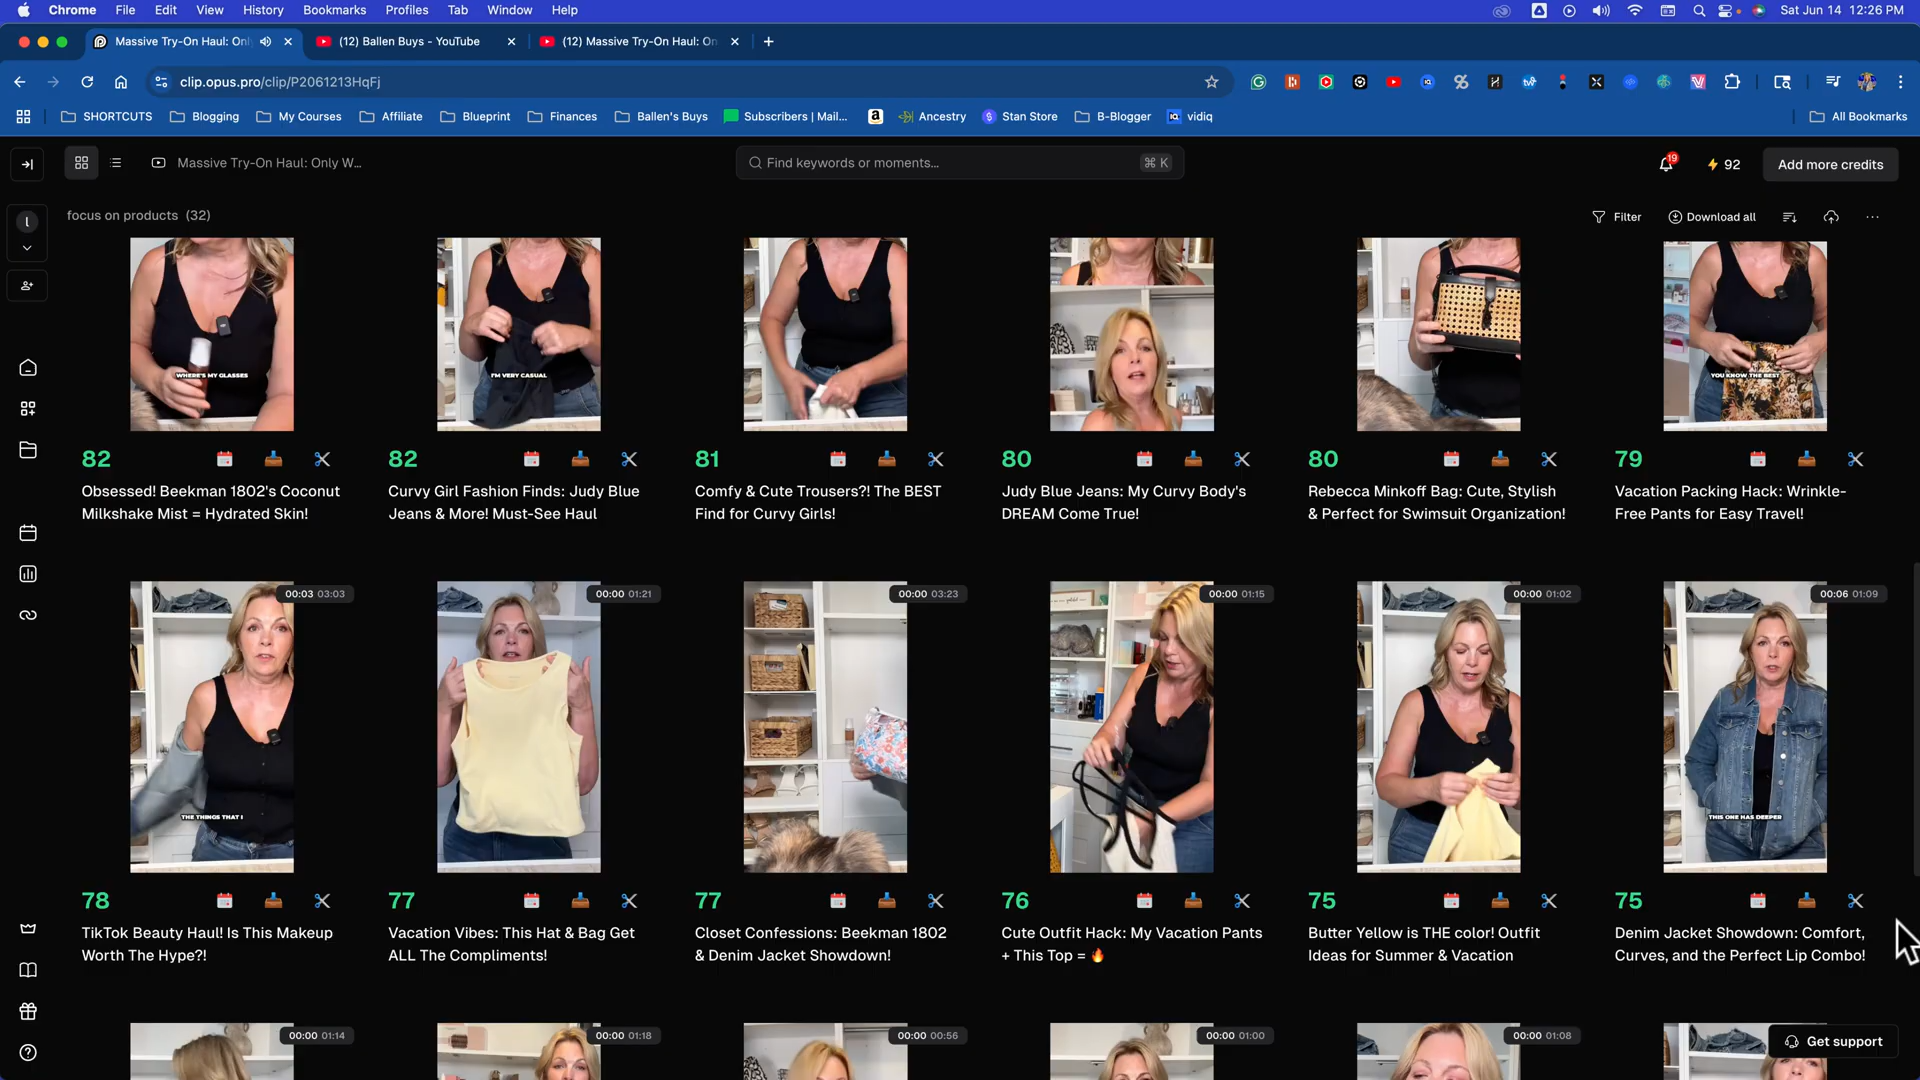 Chrome File Edit View History Bookmarks Profiles Tab Window Help Sat Jun 14 12:26 PM
Massive Try-On Haul: Onl (12) Ballen Buys - YouTube (12) Massive Try-On Haul: On
clip.opus.pro/clip/P2061213HqFj
SHORTCUTS Blogging My Courses Affiliate Blueprint Finances Ballen's Buys Subscribers | Mail... Ancestry Stan Store B-Blogger vidiq All Bookmarks
Massive Try-On Haul: Only W... Find keywords or moments... ⌘ K 19 92 Add more credits
focus on products (32) Filter Download all
WHERE'S MY GLASSES
I'M VERY CASUAL
YOU KNOW THE BEST
82 82 81 80 80 79
Obsessed! Beekman 1802's Coconut
Milkshake Mist = Hydrated Skin!
Curvy Girl Fashion Finds: Judy Blue
Jeans & More! Must-See Haul
Comfy & Cute Trousers?! The BEST
Find for Curvy Girls!
Judy Blue Jeans: My Curvy Body's
DREAM Come True!
Rebecca Minkoff Bag: Cute, Stylish
& Perfect for Swimsuit Organization!
Vacation Packing Hack: Wrinkle-
Free Pants for Easy Travel!
00:03 03:03 00:00 01:21 00:00 03:23 00:00 01:15 00:00 01:02 00:06 01:09
THE THINGS THAT I
THIS ONE HAS DEEPER
78 77 77 76 75 75
TikTok Beauty Haul! Is This Makeup
Worth The Hype?!
Vacation Vibes: This Hat & Bag Get
ALL The Compliments!
Closet Confessions: Beekman 1802
& Denim Jacket Showdown!
Cute Outfit Hack: My Vacation Pants
+ This Top = 🔥
Butter Yellow is THE color! Outfit
Ideas for Summer & Vacation
Denim Jacket Showdown: Comfort,
Curves, and the Perfect Lip Combo!
00:00 01:14 00:00 01:18 00:00 00:56 00:00 01:00 00:00 01:08
Get support